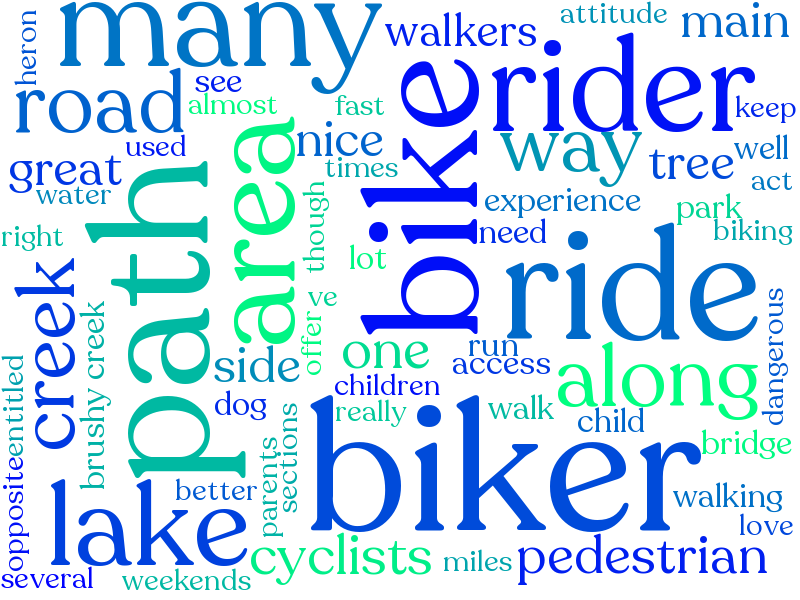 many
heron
walkers
attitude
main
road
see
almost
fast
bike
rider
keep
used
nice
great
water
times
area
way
tree
well
act
path
though
experience
park
right
lot
need
biking
creek
brushy creek
offer
ve
ride
side
one
run
access
along
dangerous
entitled
dog
children
really
walk
child
bridge
opposite
parents
sections
biker
lake
better
walking
love
cyclists
miles
pedestrian
several
weekends